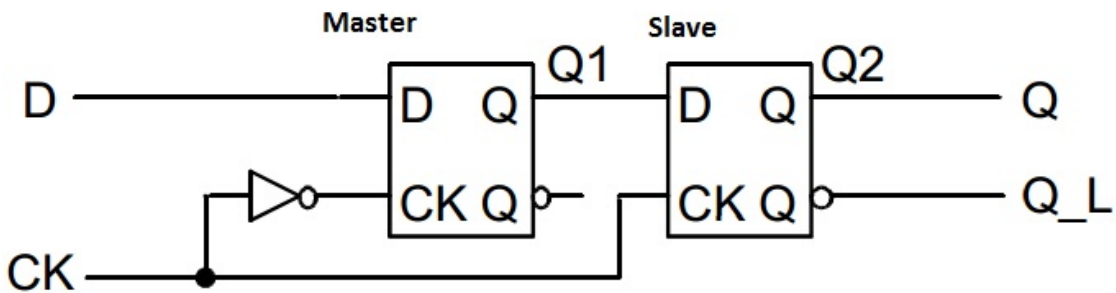 Master Slave
Q1 Q2
D D Q D Q Q
CK Q CK Q Q_L
CK